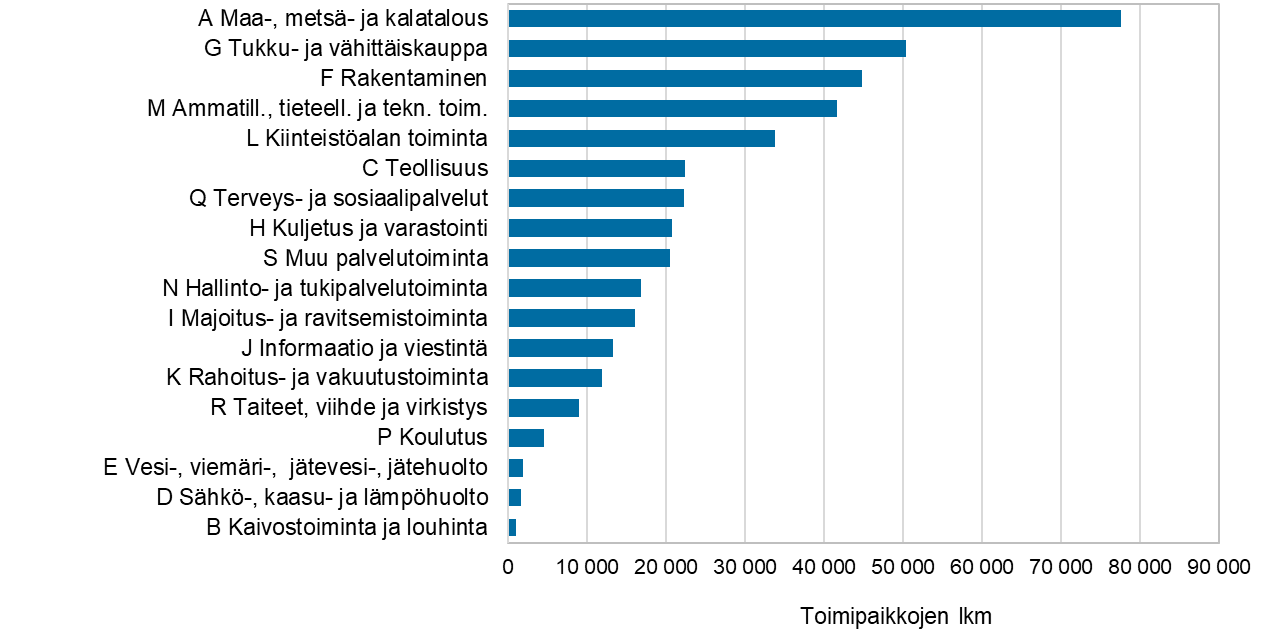 A Maa-, metsä- ja kalatalous
G Tukku- ja vähittäiskauppa
F Rakentaminen
M Ammatill., tieteell. ja tekn. toim.
L Kiinteistöalan toiminta
C Teollisuus
Q Terveys- ja sosiaalipalvelut
H Kuljetus ja varastointi
S Muu palvelutoiminta
N Hallinto- ja tukipalvelutoiminta
I Majoitus- ja ravitsemistoiminta
J Informaatio ja viestintä
K Rahoitus- ja vakuutustoiminta
R Taiteet, viihde ja virkistys
P Koulutus
E Vesi-, viemäri-,  jätevesi-, jätehuolto
D Sähkö-, kaasu- ja lämpöhuolto
B Kaivostoiminta ja louhinta
0 10 000 20 000 30 000 40 000 50 000 60 000 70 000 80 000 90 000
Toimipaikkojen lkm